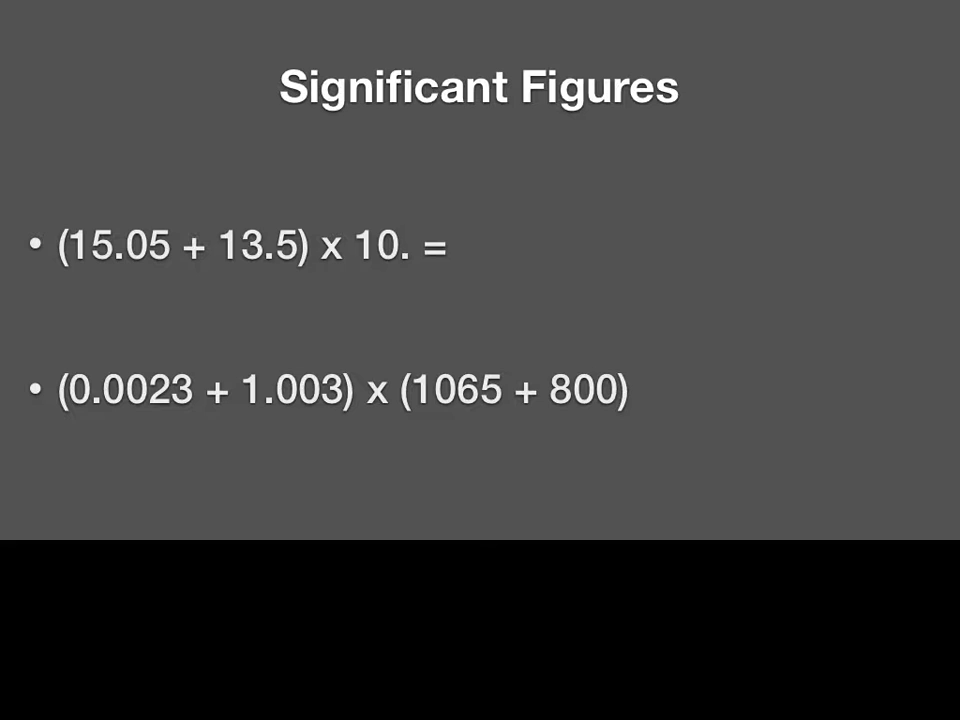 Significant Figures
• (15.05 + 13.5) x 10. =
• (0.0023 + 1.003) x (1065 + 800)